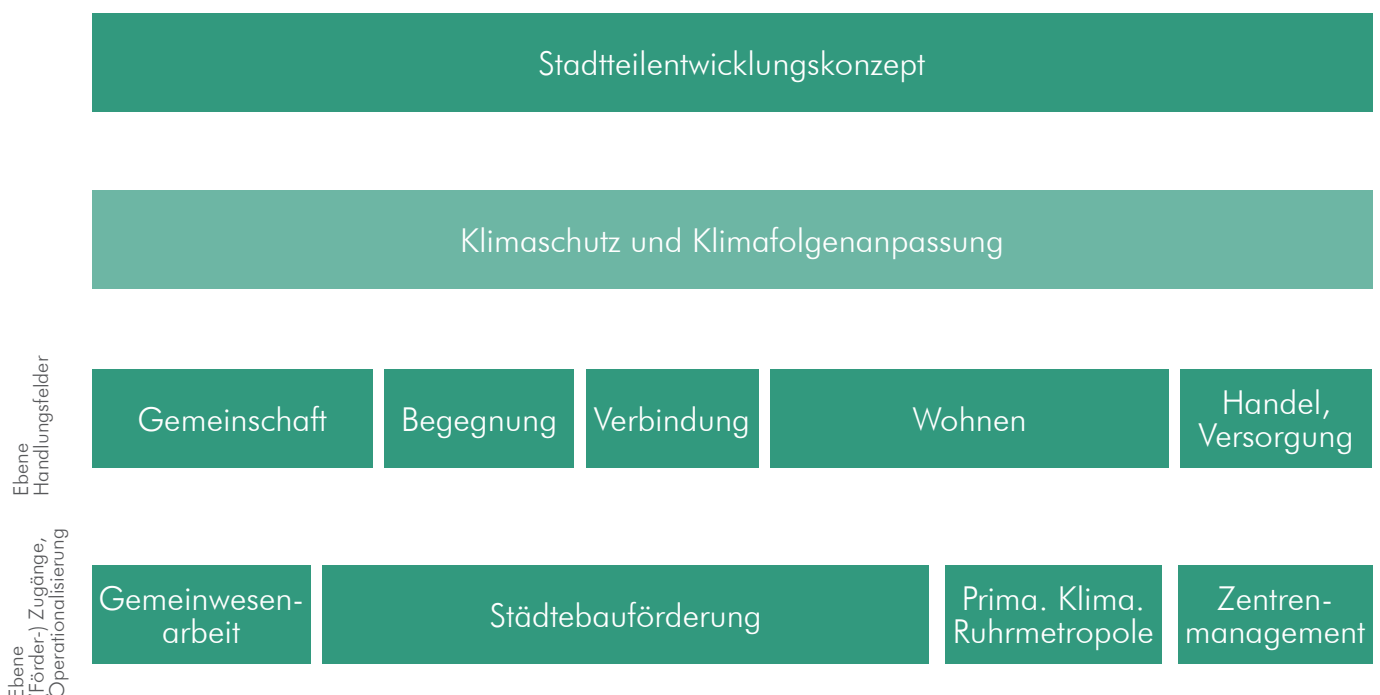 Stadtteilentwicklungskonzept
Klimaschutz und Klimafolgenanpassung
Ebene
Handlungsfelder
Gemeinschaft
Begegnung
Verbindung
Wohnen
Handel,
Versorgung
Ebene
(Förder-) Zugänge,
Operationalisierung
Gemeinwesen-
arbeit
Städtebauförderung
Prima. Klima.
Ruhrmetropole
Zentren-
management